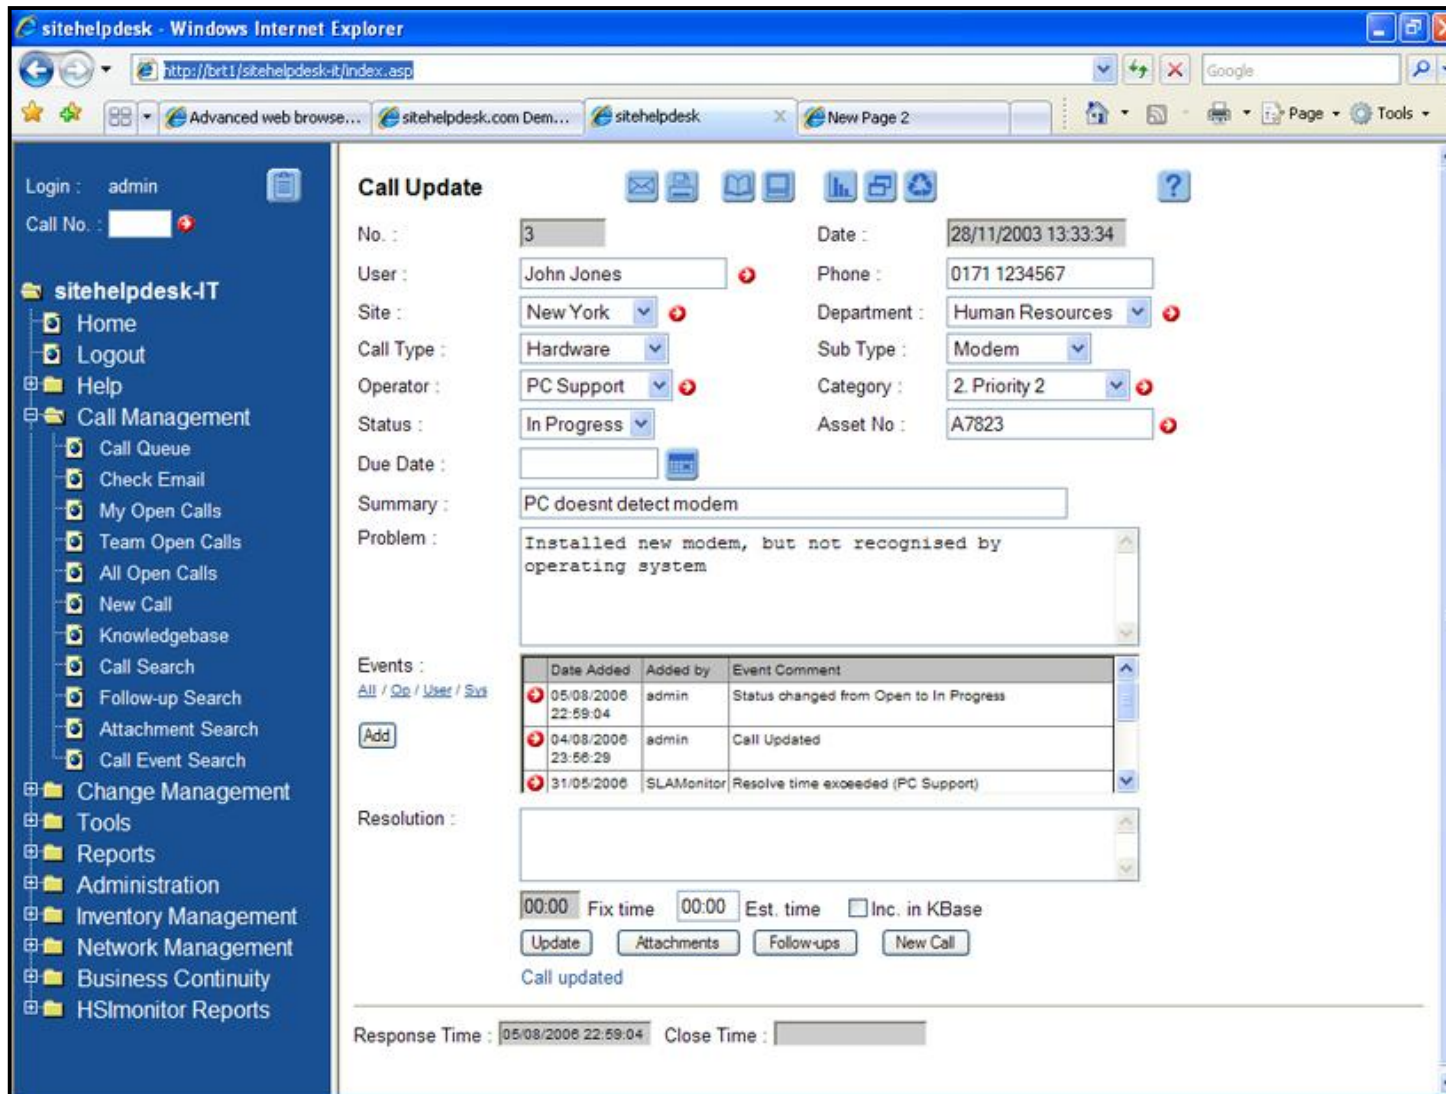 sitehelpdesk - Windows Internet Explorer
http://brt1/sitehelpdesk-it/index.asp
Google
Advanced web browse...
sitehelpdesk.com Dem...
sitehelpdesk
New Page 2
Page
Tools
Login : admin
Call No. :
sitehelpdesk-IT
Home
Logout
Help
Call Management
Call Queue
Check Email
My Open Calls
Team Open Calls
All Open Calls
New Call
Knowledgebase
Call Search
Follow-up Search
Attachment Search
Call Event Search
Change Management
Tools
Reports
Administration
Inventory Management
Network Management
Business Continuity
HSImonitor Reports
Call Update
?
No. : 3 Date : 28/11/2003 13:33:34
User : John Jones Phone : 0171 1234567
Site : New York Department : Human Resources
Call Type : Hardware Sub Type : Modem
Operator : PC Support Category : 2. Priority 2
Status : In Progress Asset No : A7823
Due Date :
Summary : PC doesnt detect modem
Problem : Installed new modem, but not recognised by
operating system
Events :
All / Op / User / Sys
Add
Date Added Added by Event Comment
05/08/2006 22:59:04 admin Status changed from Open to In Progress
04/08/2006 23:56:29 admin Call Updated
31/05/2006 SLAMonitor Resolve time exceeded (PC Support)
Resolution :
00:00 Fix time 00:00 Est. time Inc. in KBase
Update Attachments Follow-ups New Call
Call updated
Response Time : 05/08/2006 22:59:04 Close Time :